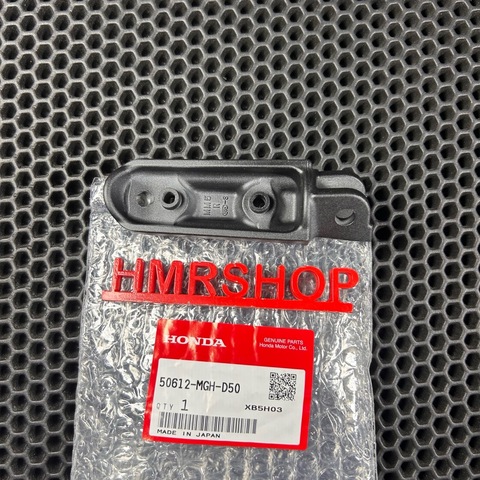 HMRSHOP
HONDA
GENUINE PARTS
Honda Motor Co., Ltd.
50612-MGH-D50
QTY 1
XB5H03
MADE IN JAPAN